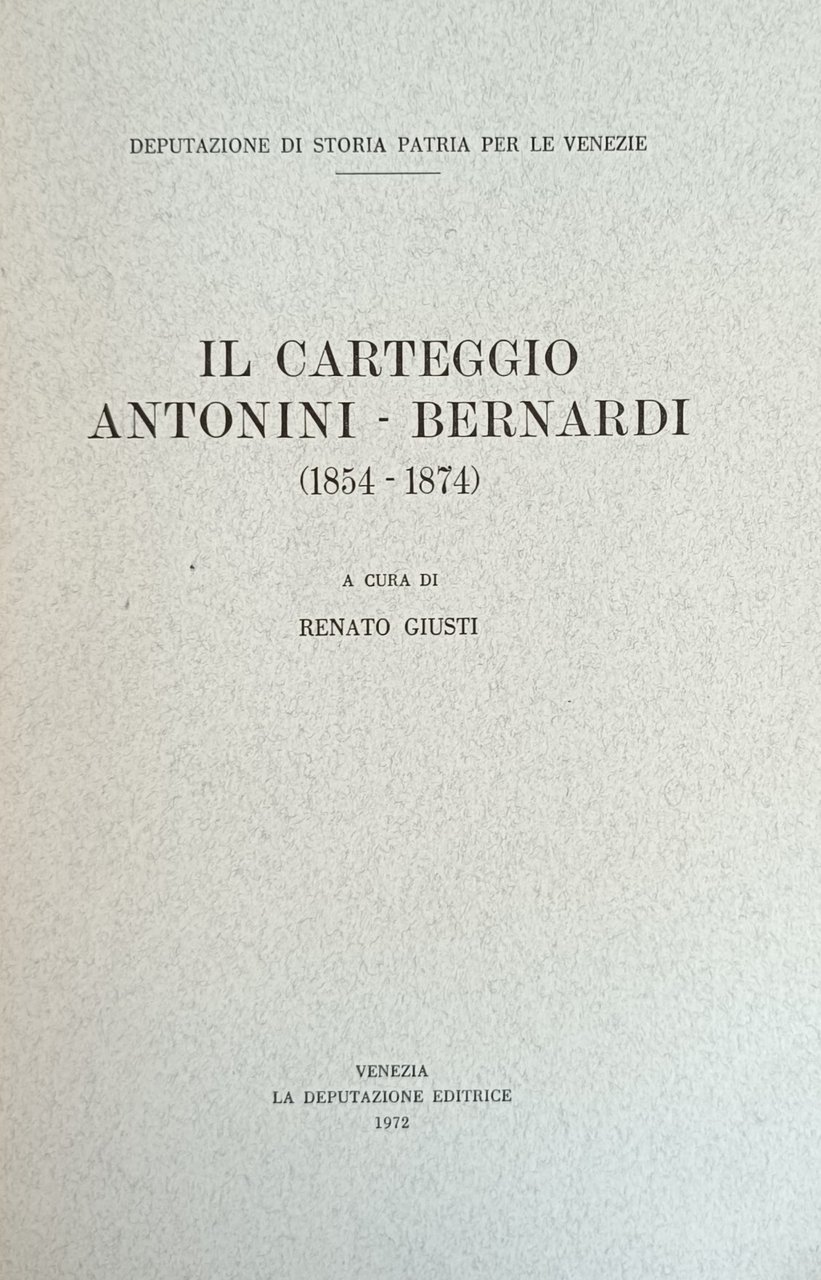 DEPUTAZIONE DI STORIA PATRIA PER LE VENEZIE
IL CARTEGGIO
ANTONINI - BERNARDI
(1854 - 1874)
A CURA DI
RENATO GIUSTI
VENEZIA
LA DEPUTAZIONE EDITRICE
1972